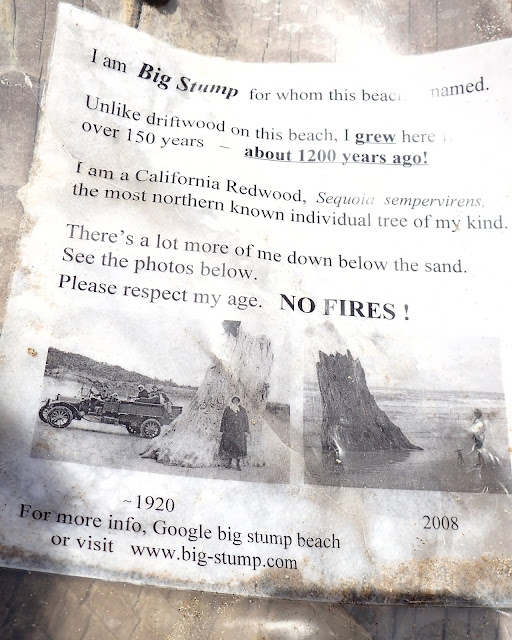 I am Big Stump for whom this named.
Unlike driftwood on this beach, I grew here
over 150 years – about 1200 years ago!
I am a California Redwood, Sequoia sempervirens,
the most northern known individual tree of my kind.
There's a lot more of me down below the sand.
See the photos below.
Please respect my age. NO FIRES !
~1920
2008
For more info, Google big stump beach
or visit www.big-stump.com